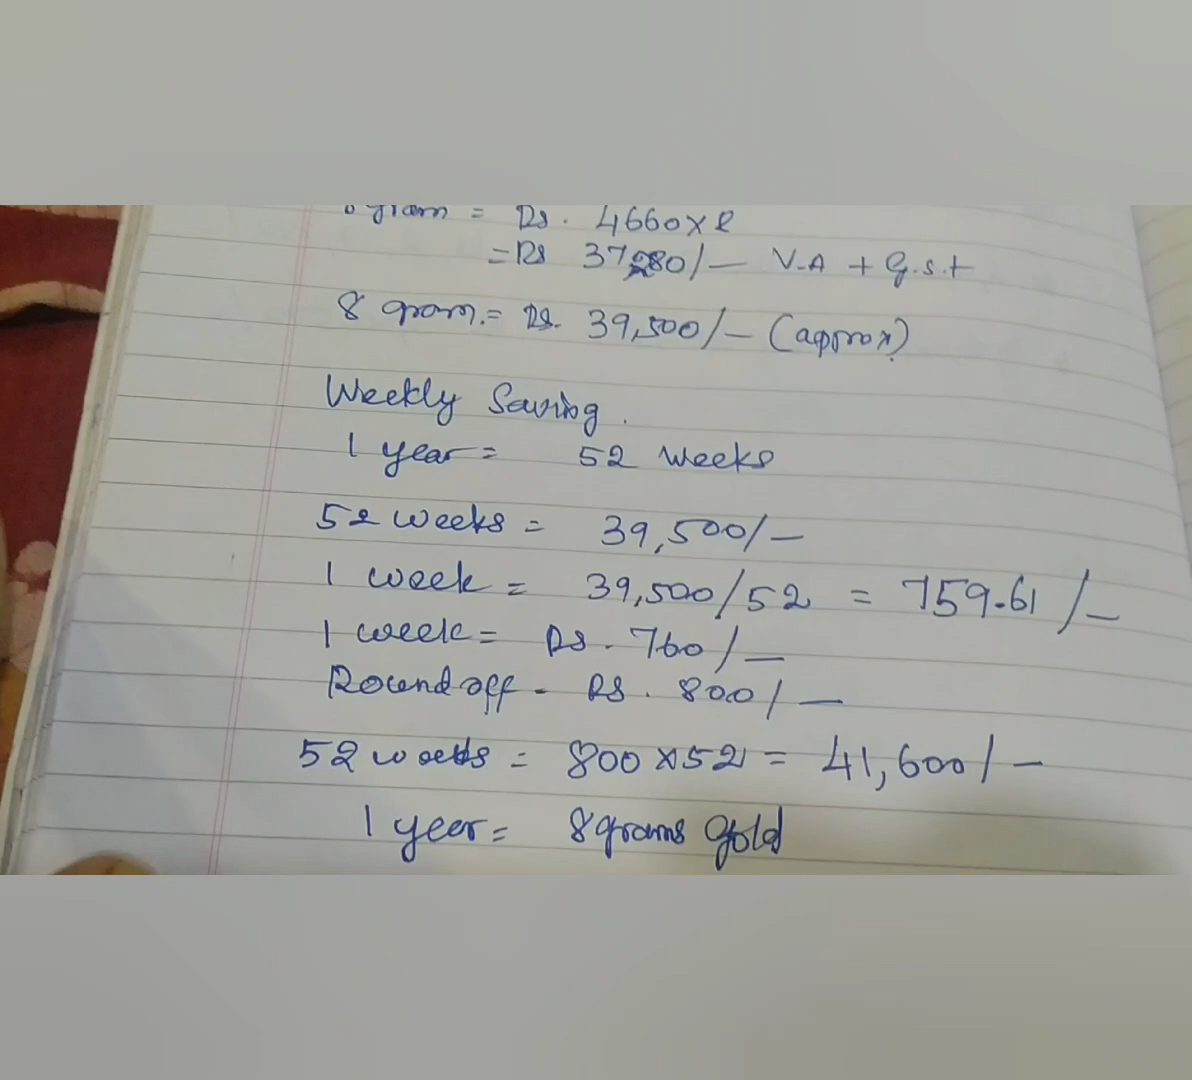 8 gram = Rs. 4660x8
= Rs 37280/- V.A + G.s.t
8 gram. = Rs. 39,500/- (approx)
Weekly Saving.
1 year = 52 weeks
52 weeks = 39,500/-
1 week = 39,500/52 = 759.61/-
1 week = Rs. 760/-
Round off - Rs. 800/-
52 weeks = 800 x 52 = 41,600/-
1 year = 8 grams gold